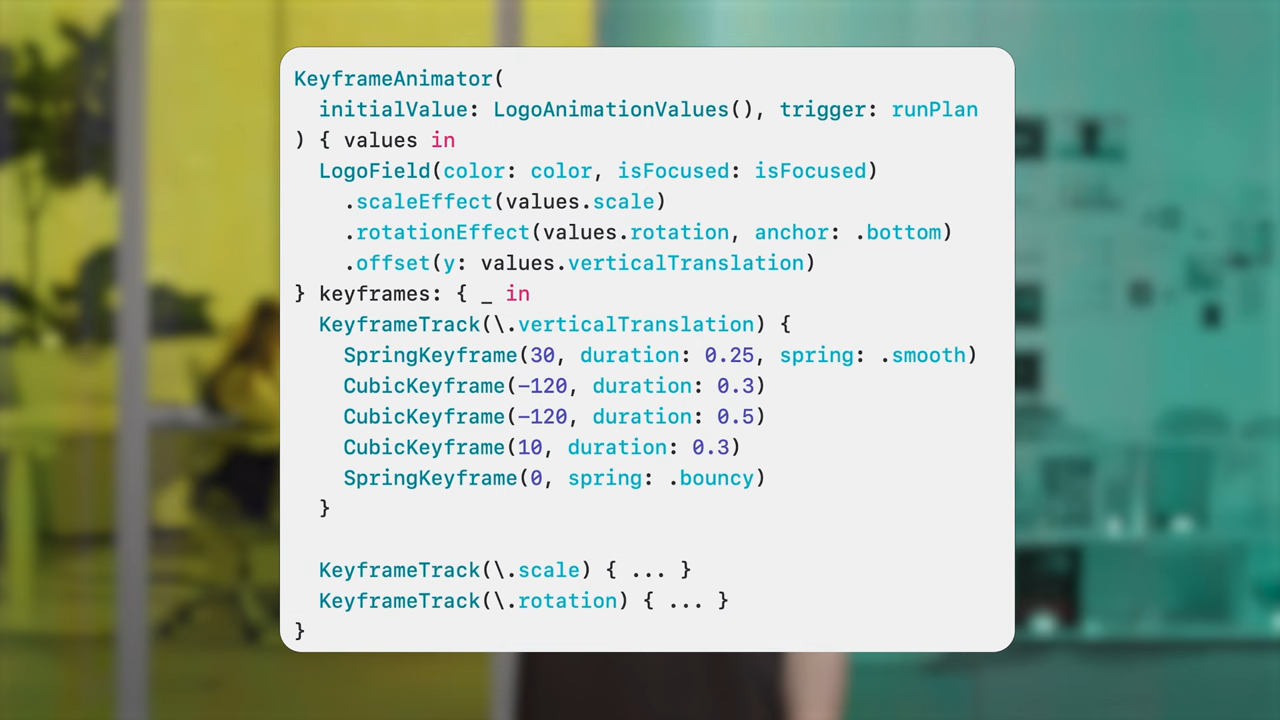 KeyframeAnimator(
  initialValue: LogoAnimationValues(), trigger: runPlan
) { values in
  LogoField(color: color, isFocused: isFocused)
    .scaleEffect(values.scale)
    .rotationEffect(values.rotation, anchor: .bottom)
    .offset(y: values.verticalTranslation)
} keyframes: { _ in
  KeyframeTrack(\.verticalTranslation) {
    SpringKeyframe(30, duration: 0.25, spring: .smooth)
    CubicKeyframe(-120, duration: 0.3)
    CubicKeyframe(-120, duration: 0.5)
    CubicKeyframe(10, duration: 0.3)
    SpringKeyframe(0, spring: .bouncy)
  }
  KeyframeTrack(\.scale) { ... }
  KeyframeTrack(\.rotation) { ... }
}